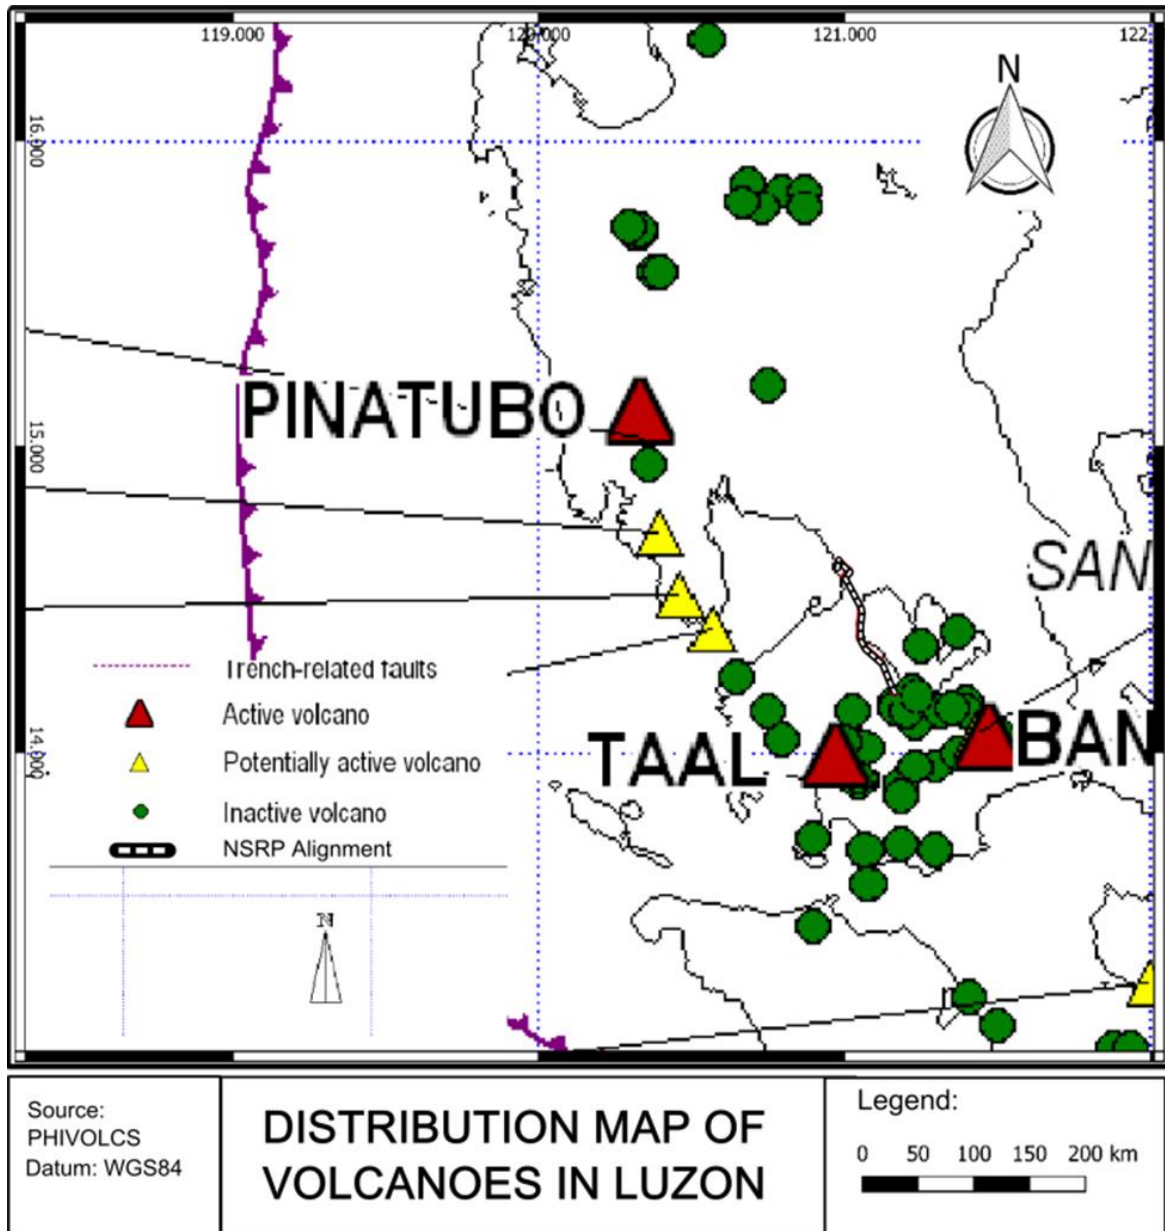 119.000 120.000 121.000 122.
N
16.000
PINATUBO
15.000
SAN
Trench-related faults
Active volcano
Potentially active volcano
Inactive volcano
NSRP Alignment
14.000
TAAL
BAN
N
Source:
PHIVOLCS
Datum: WGS84
DISTRIBUTION MAP OF
VOLCANOES IN LUZON
Legend:
0 50 100 150 200 km